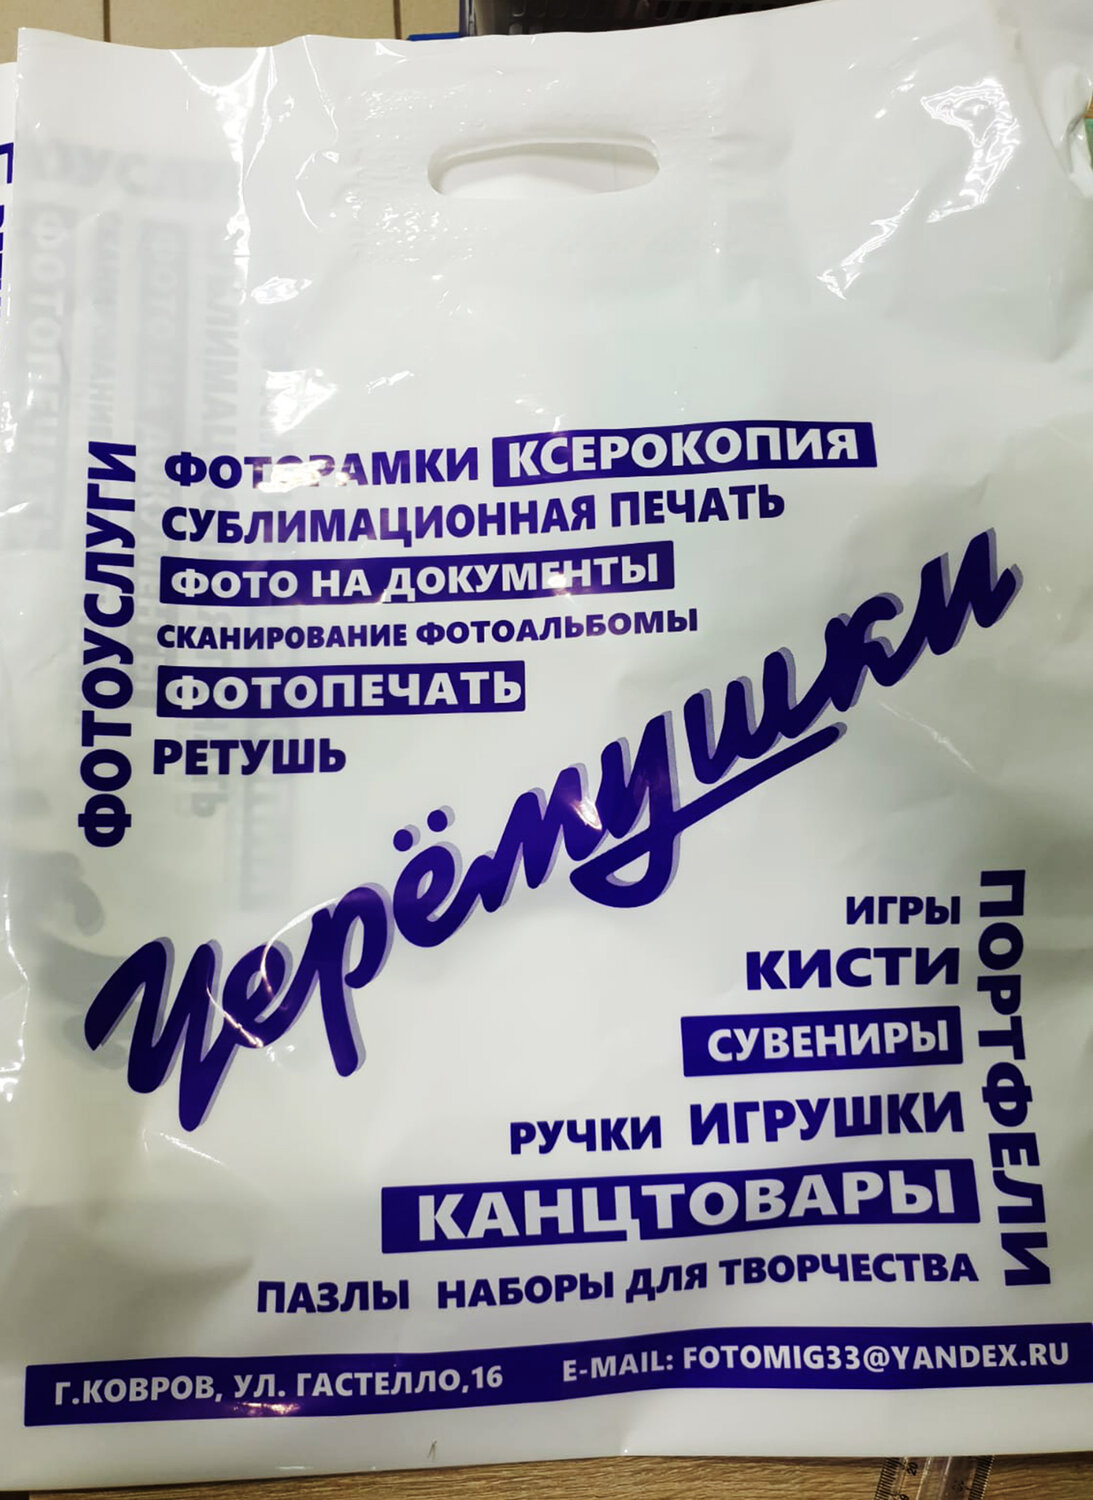 ФОТОУСЛУГИ
ФОТОРАМКИ КСЕРОКОПИЯ
СУБЛИМАЦИОННАЯ ПЕЧАТЬ
ФОТО НА ДОКУМЕНТЫ
СКАНИРОВАНИЕ ФОТОАЛЬБОМЫ
ФОТОПЕЧАТЬ
РЕТУШЬ
Черёмушки
ИГРЫ
КИСТИ
СУВЕНИРЫ
РУЧКИ ИГРУШКИ
КАНЦТОВАРЫ
ПАЗЛЫ НАБОРЫ ДЛЯ ТВОРЧЕСТВА
ПОРТФЕЛИ
Г.КОВРОВ, УЛ. ГАСТЕЛЛО,16 E-MAIL: FOTOMIG33@YANDEX.RU